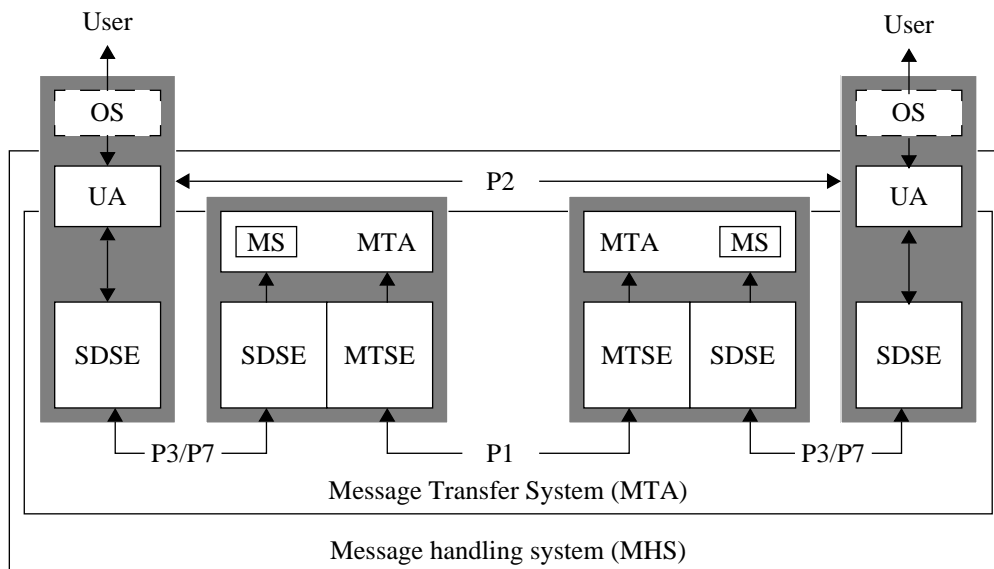 User User
OS OS
P2
UA UA
MS MTA MTA MS
SDSE SDSE MTSE MTSE SDSE SDSE
P3/P7 P1 P3/P7
Message Transfer System (MTA)
Message handling system (MHS)